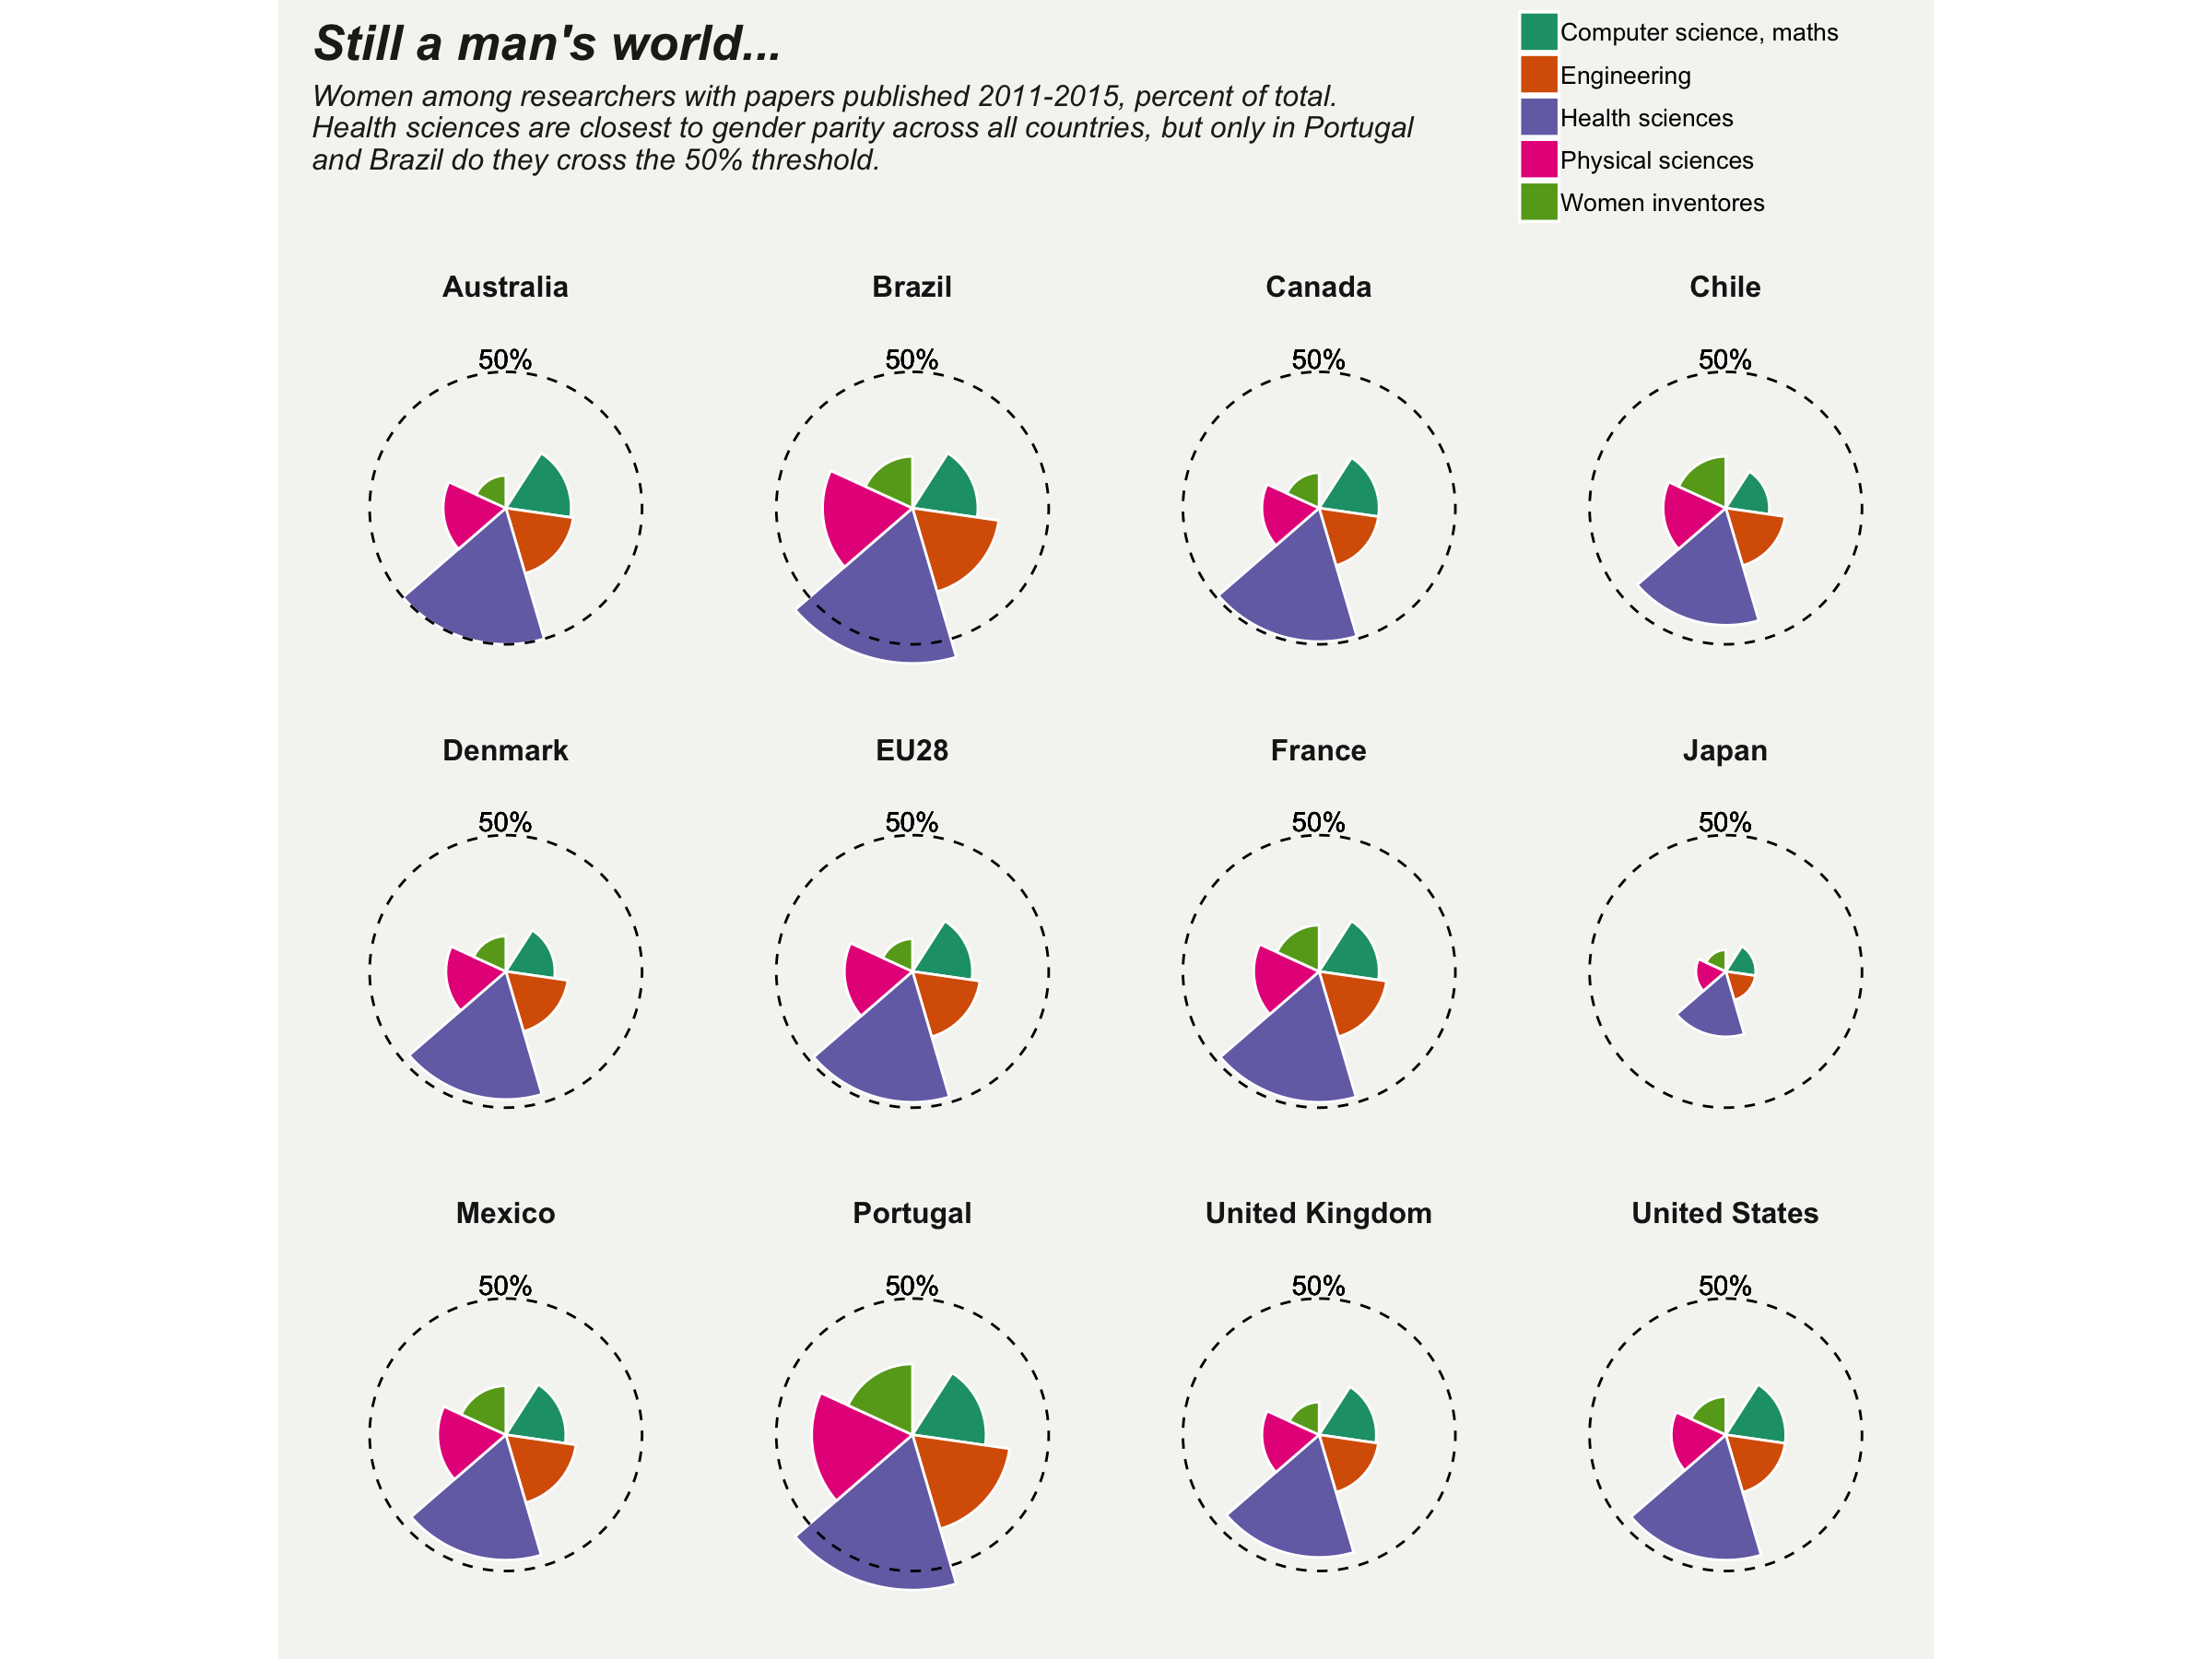 Still a man's world...
Women among researchers with papers published 2011-2015, percent of total.
Health sciences are closest to gender parity across all countries, but only in Portugal
and Brazil do they cross the 50% threshold.
Computer science, maths
Engineering
Health sciences
Physical sciences
Women inventores
Australia
Brazil
Canada
Chile
50%
50%
50%
50%
Denmark
EU28
France
Japan
50%
50%
50%
50%
Mexico
Portugal
United Kingdom
United States
50%
50%
50%
50%